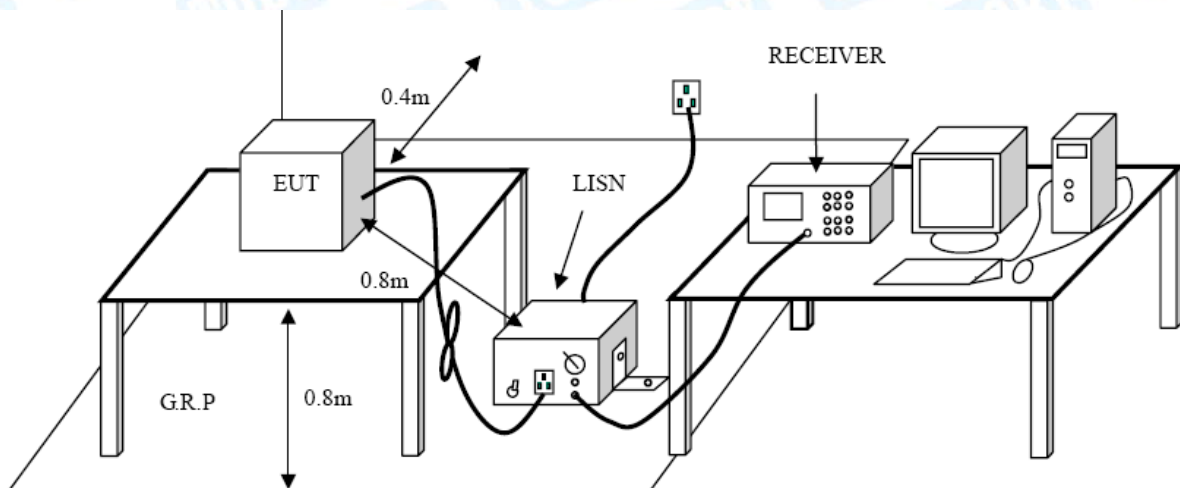 RECEIVER
0.4m
EUT
LISN
0.8m
G.R.P
0.8m